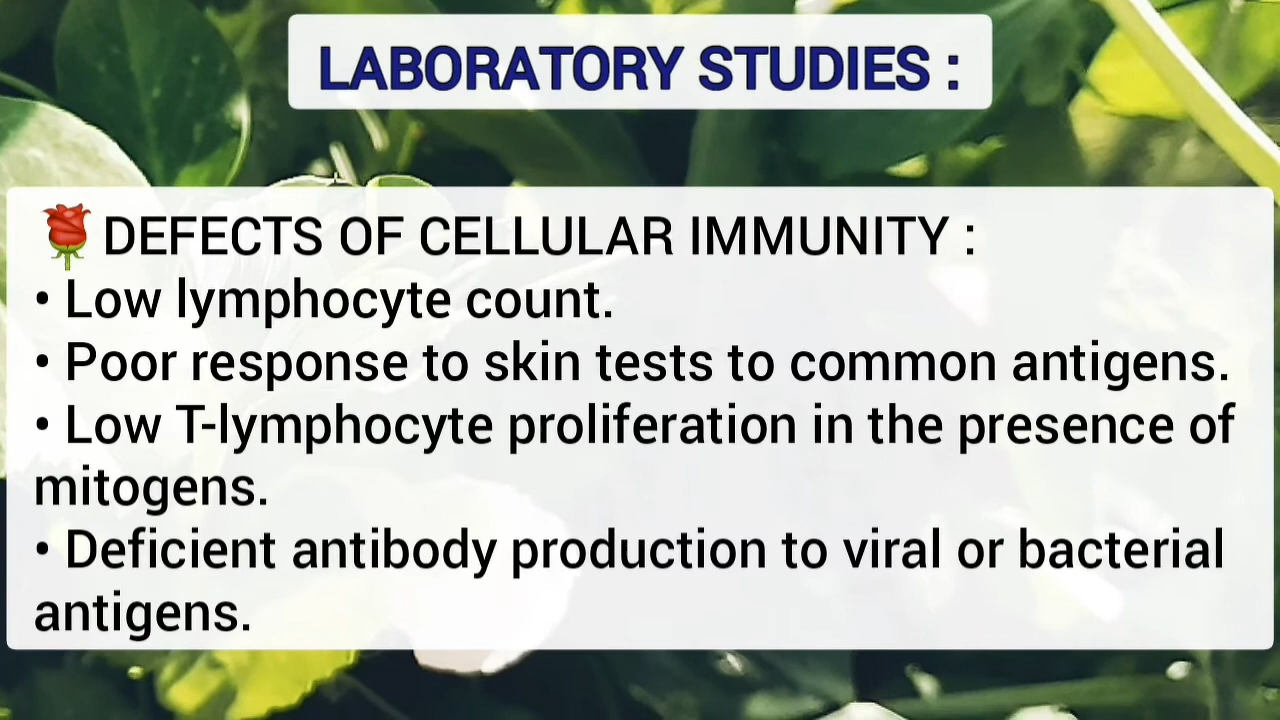 LABORATORY STUDIES :
🌹DEFECTS OF CELLULAR IMMUNITY :
• Low lymphocyte count.
• Poor response to skin tests to common antigens.
• Low T-lymphocyte proliferation in the presence of
mitogens.
• Deficient antibody production to viral or bacterial
antigens.